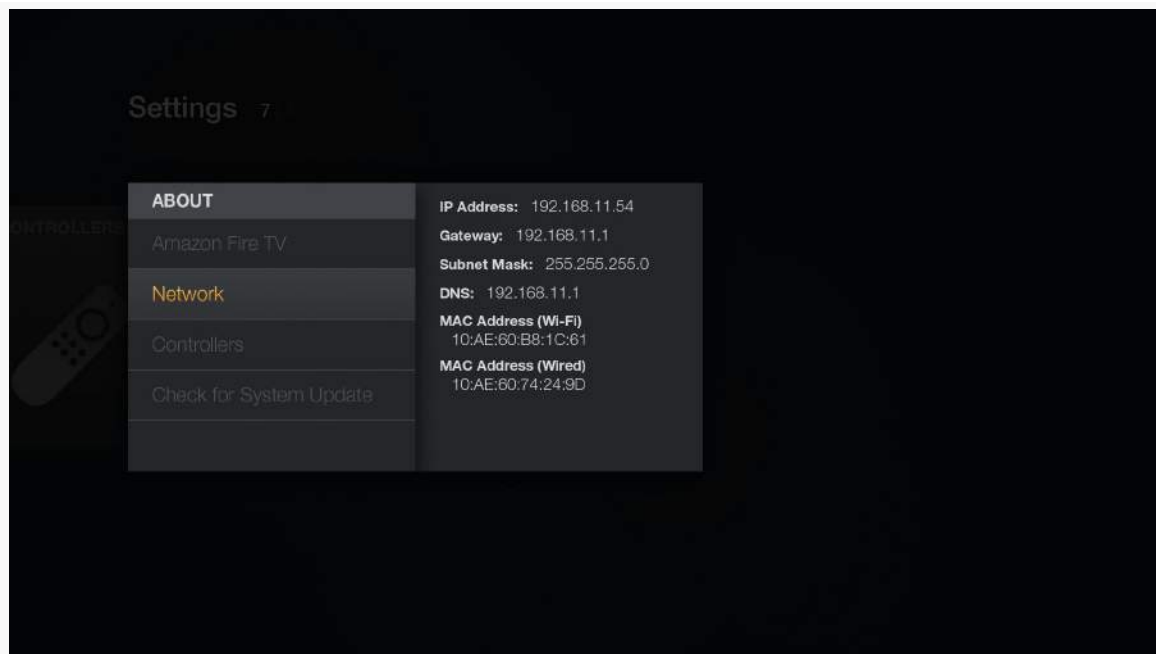 Settings 7
CONTROLLERS
ABOUT
Amazon Fire TV
Network
Controllers
Check for System Update
IP Address: 192.168.11.54
Gateway: 192.168.11.1
Subnet Mask: 255.255.255.0
DNS: 192.168.11.1
MAC Address (Wi-Fi)
10:AE:60:B8:1C:61
MAC Address (Wired)
10:AE:60:74:24:9D